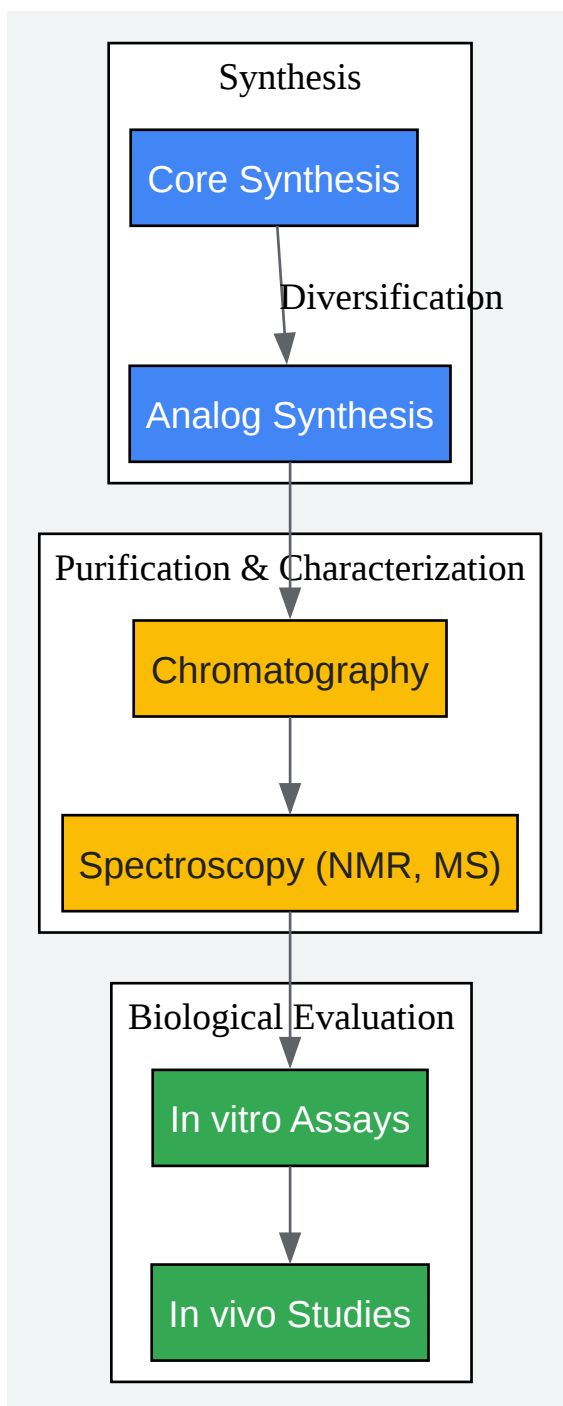 Synthesis
Core Synthesis
Diversification
Analog Synthesis
Purification & Characterization
Chromatography
Spectroscopy (NMR, MS)
Biological Evaluation
In vitro Assays
In vivo Studies